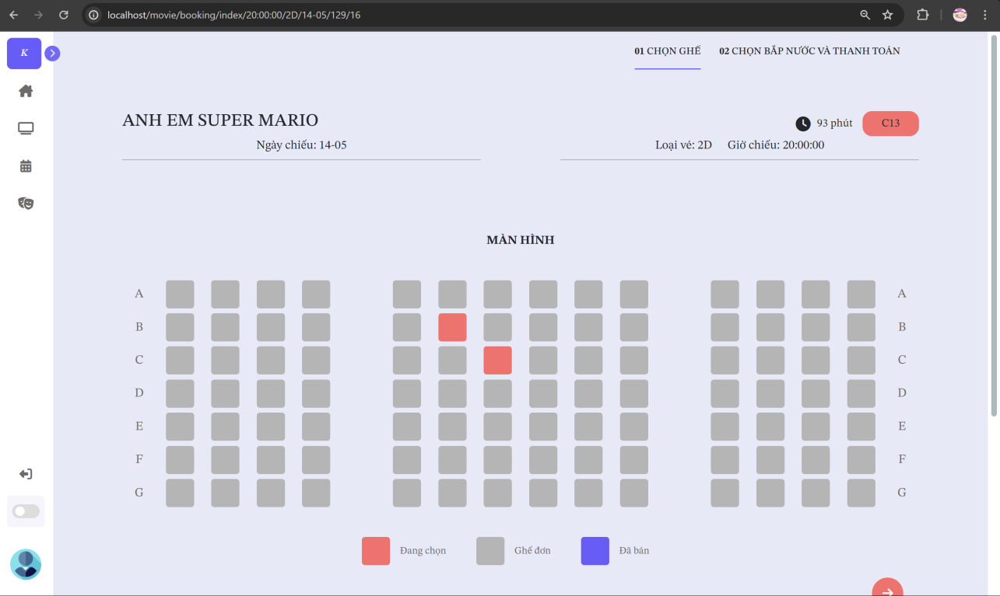 localhost/movie/booking/index/20:00:00/2D/14-05/129/16
K
01 CHỌN GHẾ 02 CHỌN BẮP NƯỚC VÀ THANH TOÁN
ANH EM SUPER MARIO
93 phút C13
Ngày chiếu: 14-05
Loại vé: 2D Giờ chiếu: 20:00:00
MÀN HÌNH
A A
B B
C C
D D
E E
F F
G G
Đang chọn Ghế đơn Đã bán